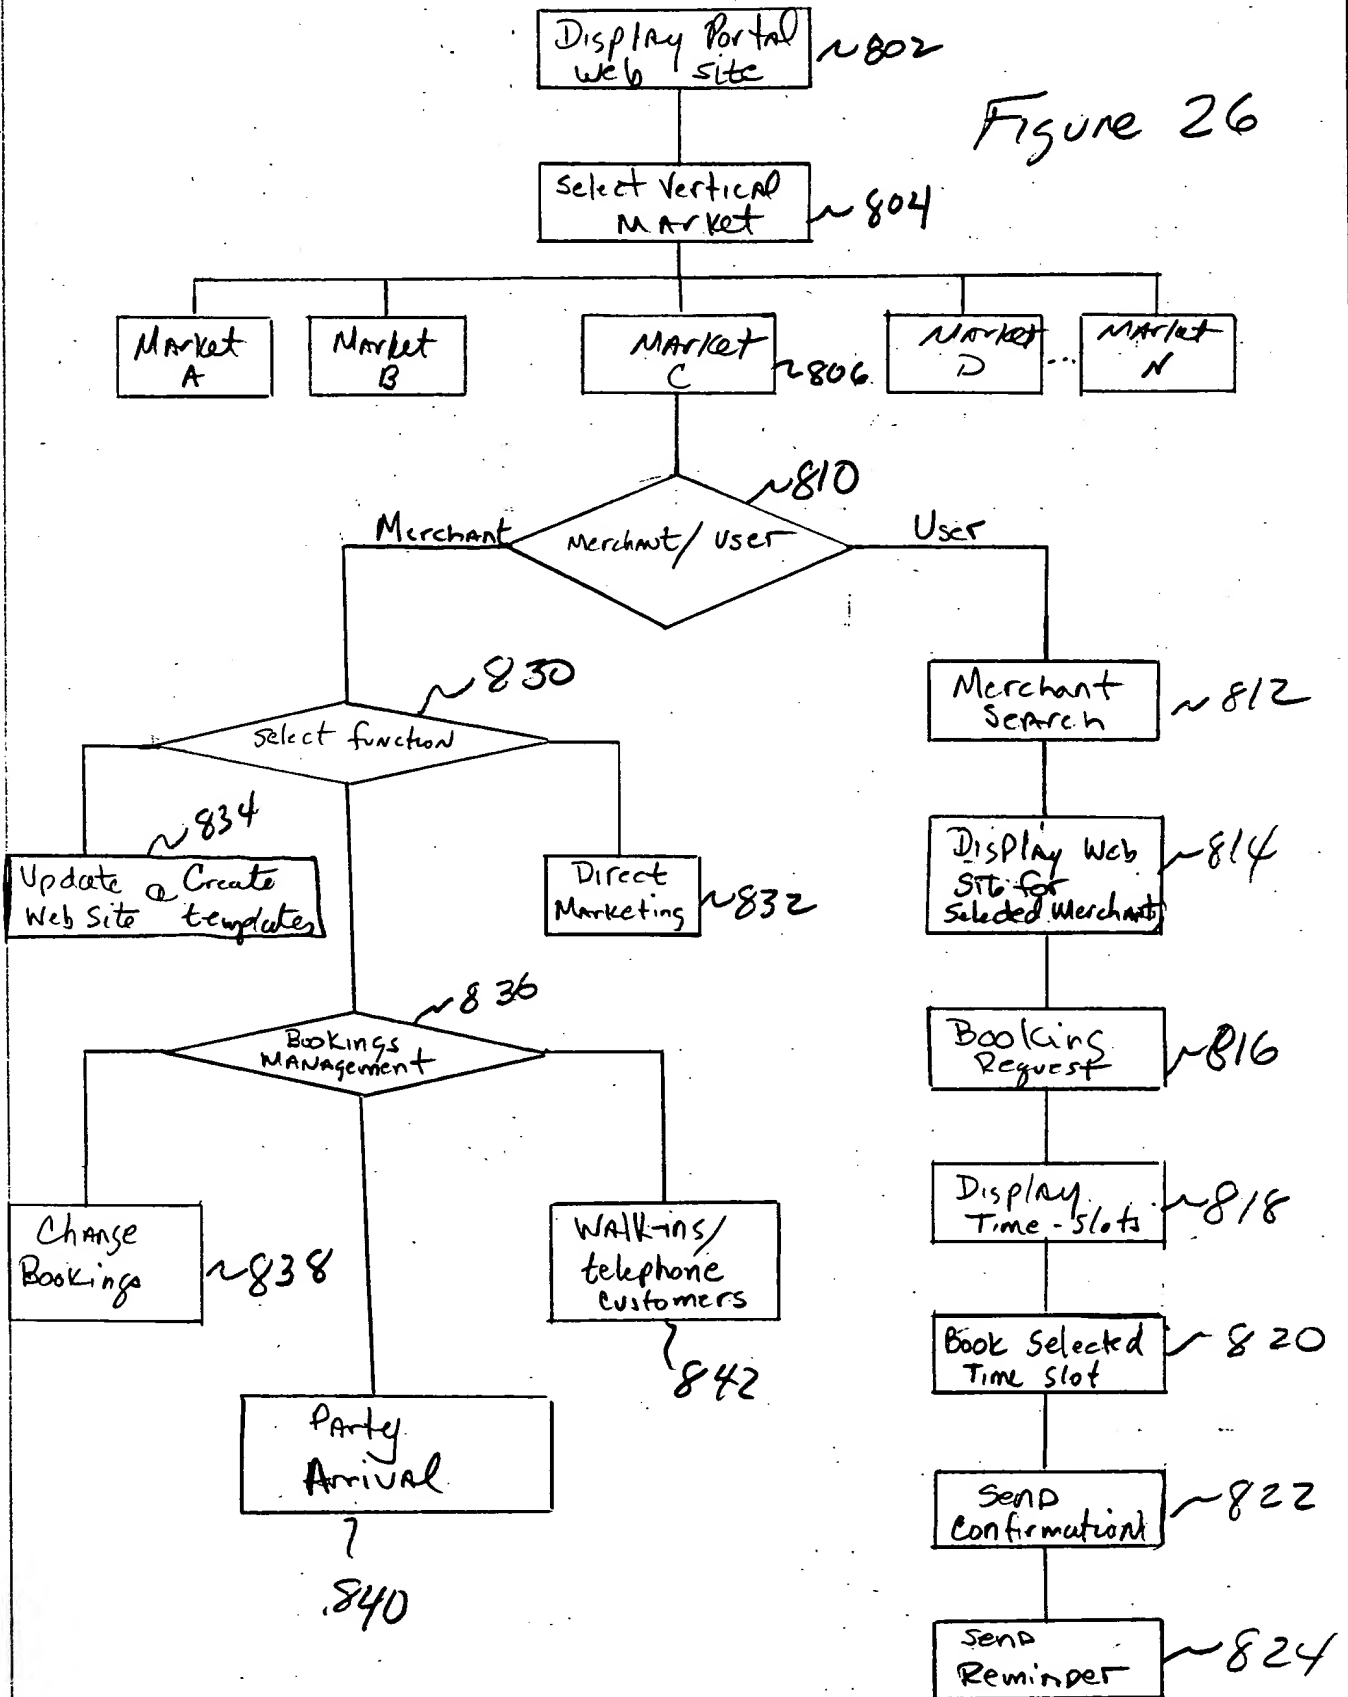 Display Portal
Web site
~802
Figure 26
Select Vertical
Market
~804
Market
A
Market
B
Market
C
~806
Market
D
...
Market
N
~810
Merchant
Merchant/User
User
~830
Select function
Merchant
Search
~812
~834
Update @ Create
Web Site templates
Direct
Marketing
~832
Display Web
Site for
Selected Merchant
~814
~836
Bookings
Management
Booking
Request
~816
Change
Bookings
~838
Walk-ins/
telephone
Customers
~842
Display
Time-Slots
~818
Book Selected
Time Slot
~820
Party
Arrival
~840
Send
Confirmation
~822
Send
Reminder
~824